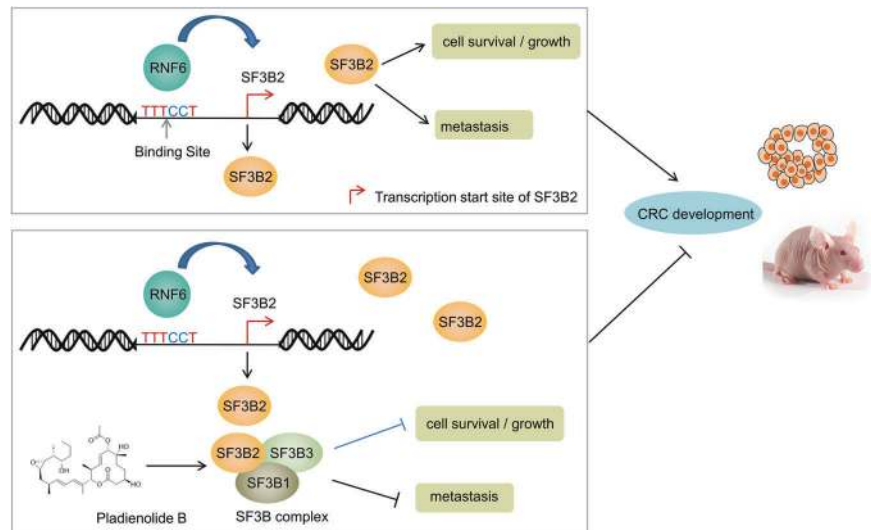 RNF6
SF3B2
SF3B2
cell survival / growth
TTTCCT
metastasis
Binding Site
SF3B2
Transcription start site of SF3B2
CRC development
RNF6
SF3B2
SF3B2
SF3B2
TTTCCT
SF3B2
cell survival / growth
SF3B2
SF3B3
SF3B1
metastasis
Pladienolide B
SF3B complex
O
O
O
OH
HO
O
O
OH
HO